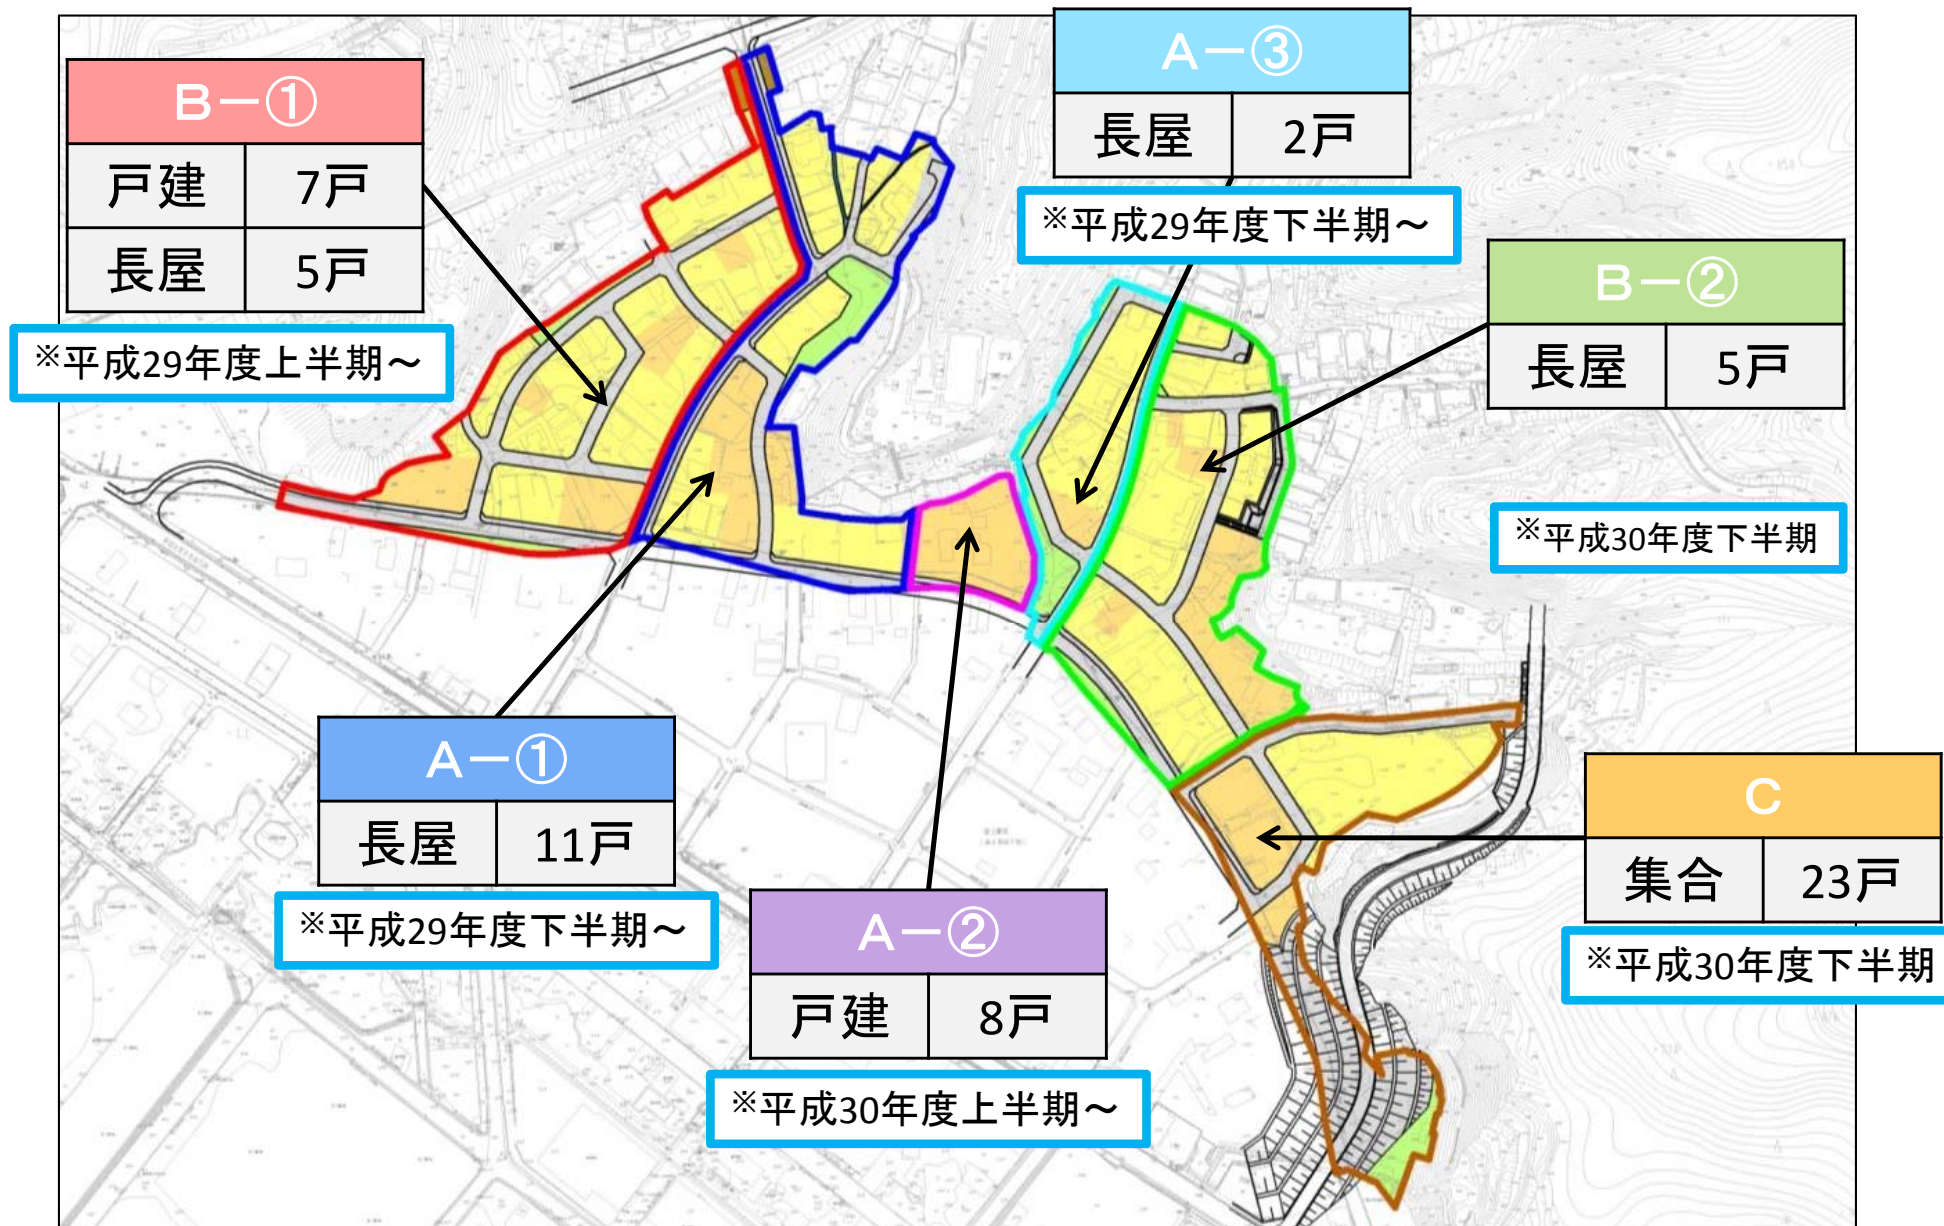 B－①
戸建 7戸
長屋 5戸
※平成29年度上半期～
A－③
長屋 2戸
※平成29年度下半期～
B－②
長屋 5戸
※平成30年度下半期
A－①
長屋 11戸
※平成29年度下半期～
A－②
戸建 8戸
※平成30年度上半期～
C
集合 23戸
※平成30年度下半期